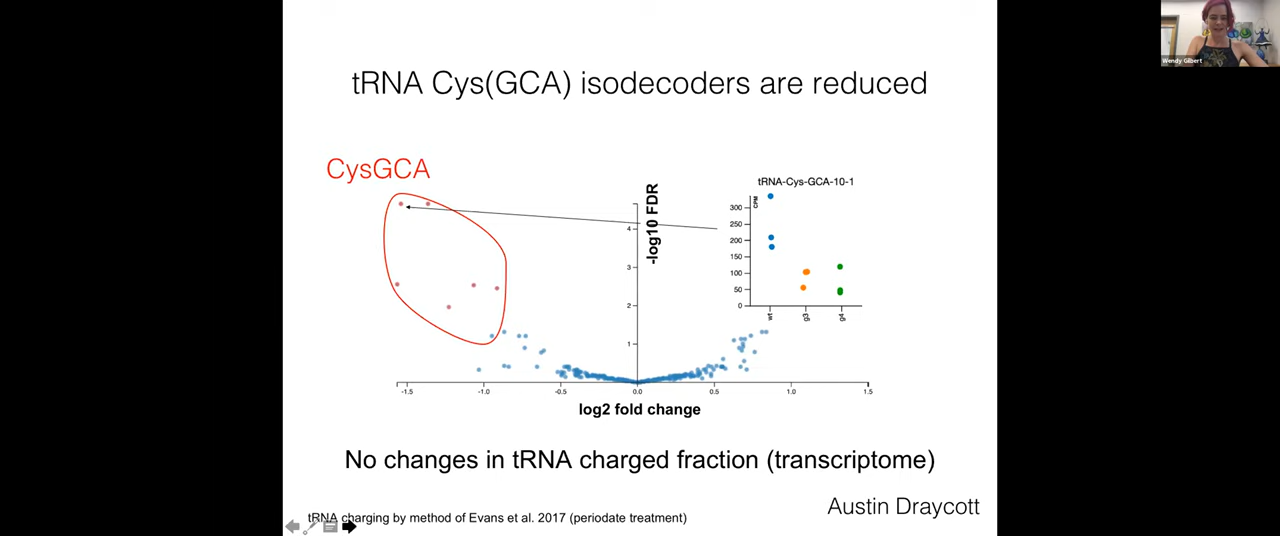 Wendy Gilbert
tRNA Cys(GCA) isodecoders are reduced
CysGCA
-log10 FDR
4
3
2
1
-1.5 -1.0 -0.5 0.0 0.5 1.0 1.5
log2 fold change
tRNA-Cys-GCA-10-1
CPM
300
250
200
150
100
50
0
wt g3 g4
No changes in tRNA charged fraction (transcriptome)
Austin Draycott
tRNA charging by method of Evans et al. 2017 (periodate treatment)